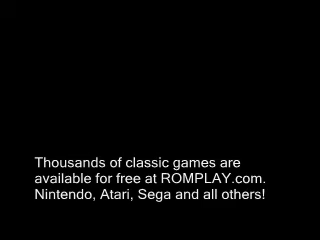 Thousands of classic games are
available for free at ROMPLAY.com.
Nintendo, Atari, Sega and all others!